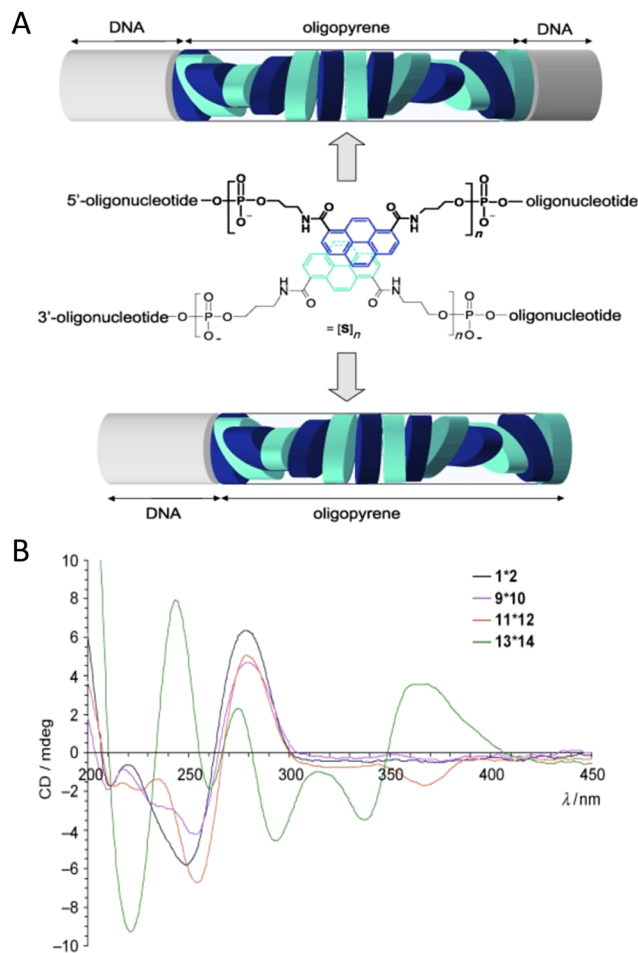 A
DNA oligopyrene DNA
5'-oligonucleotide O P O O⁻ O O N H O O N H O P O O⁻ n O oligonucleotide
3'-oligonucleotide O P O O⁻ O H N O O H N O P O O⁻ n O oligonucleotide
= [S]n
DNA oligopyrene
B
10
8
6
4
2
0
−2
−4
−6
−8
−10
CD / mdeg
200 250 300 350 400 450
λ/nm
1*2
9*10
11*12
13*14